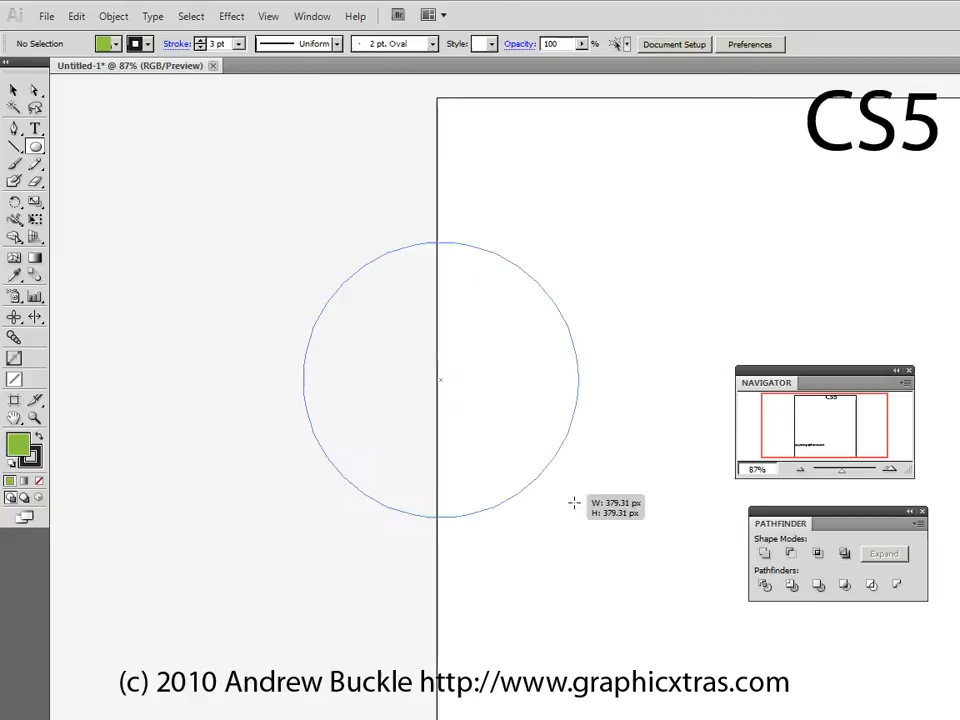 Ai File Edit Object Type Select Effect View Window Help Br
No Selection Stroke: 3 pt Uniform 2 pt. Oval Style: Opacity: 100 % Document Setup Preferences
Untitled-1* @ 87% (RGB/Preview)
CS5
T
NAVIGATOR
CS5
87%
W: 379.31 px
H: 379.31 px
PATHFINDER
Shape Modes:
Expand
Pathfinders:
(c) 2010 Andrew Buckle http://www.graphicxtras.com